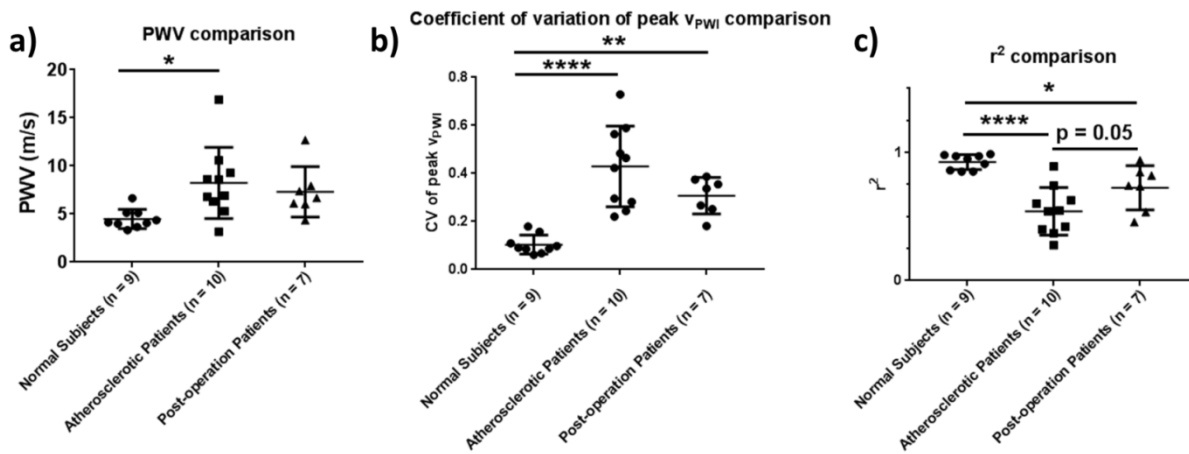 a)
PWV comparison
*
20
15
10
5
0
PWV (m/s)
Normal Subjects (n = 9)
Atherosclerotic Patients (n = 10)
Post-operation Patients (n = 7)
Coefficient of variation of peak vPWI comparison
b)
**
****
0.8
0.6
0.4
0.2
0.0
CV of peak vPWI
Normal Subjects (n = 9)
Atherosclerotic Patients (n = 10)
Post-operation Patients (n = 7)
c)
r² comparison
*
****
p = 0.05
1
0
r²
Normal Subjects (n = 9)
Atherosclerotic Patients (n = 10)
Post-operation Patients (n = 7)